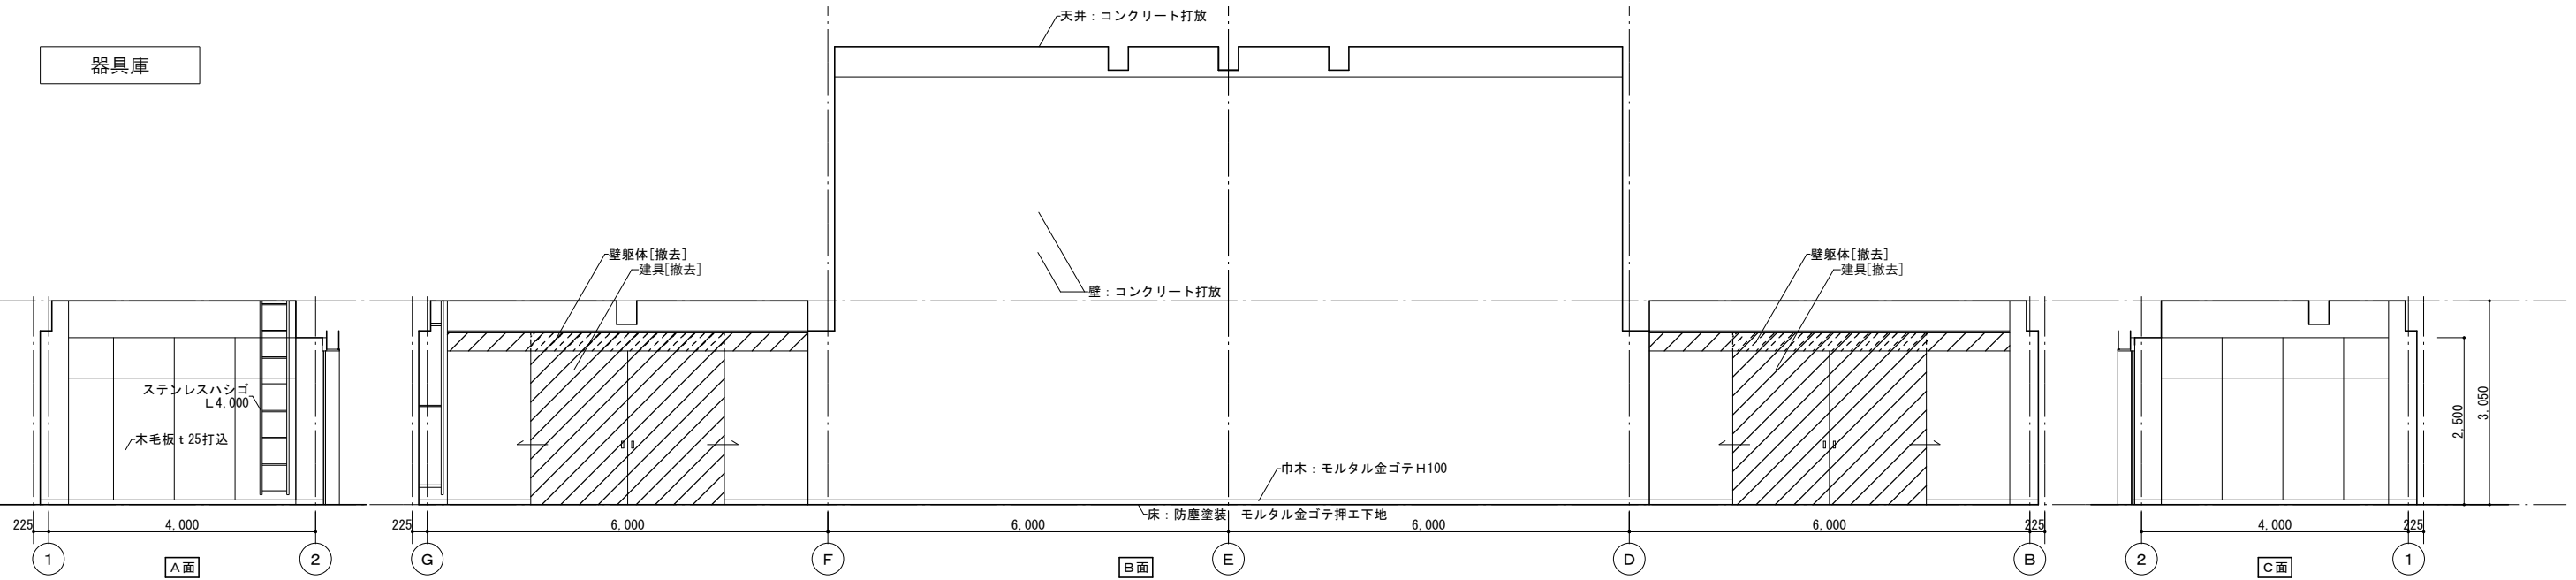 天井：コンクリート打放
器具庫
壁躯体[撤去]
建具[撤去]
壁躯体[撤去]
建具[撤去]
壁：コンクリート打放
ステンレスハシゴ
L4,000
木毛板ｔ25打込
2,500
3,050
巾木：モルタル金ゴテH100
床：防塵塗装　モルタル金ゴテ押エ下地
225 4,000 225 6,000 6,000 6,000 6,000 225 4,000 225
1 2 G F E D B 2 1
A面 B面 C面